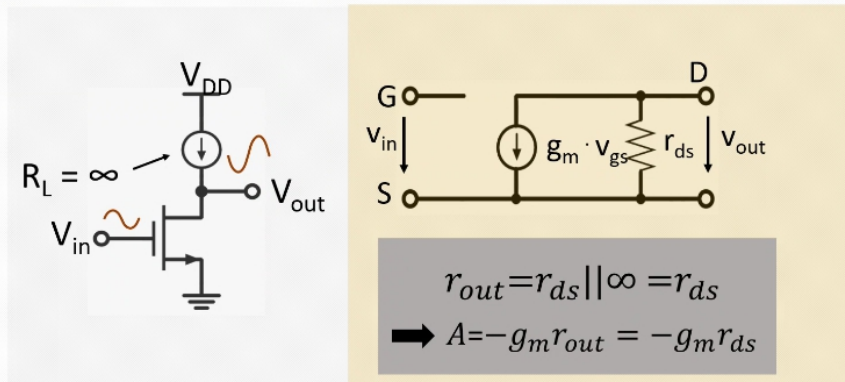 V_DD
R_L = ∞
V_out
V_in
G
D
v_in
g_m · v_gs
r_ds
v_out
S
r_out=r_ds||∞ =r_ds
➡ A=−g_m r_out = −g_m r_ds